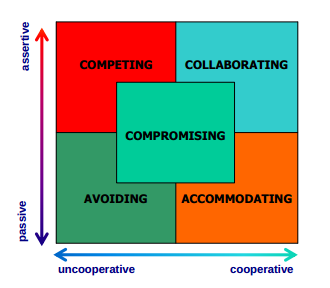 assertive
COMPETING
COLLABORATING
COMPROMISING
AVOIDING
ACCOMMODATING
passive
uncooperative
cooperative